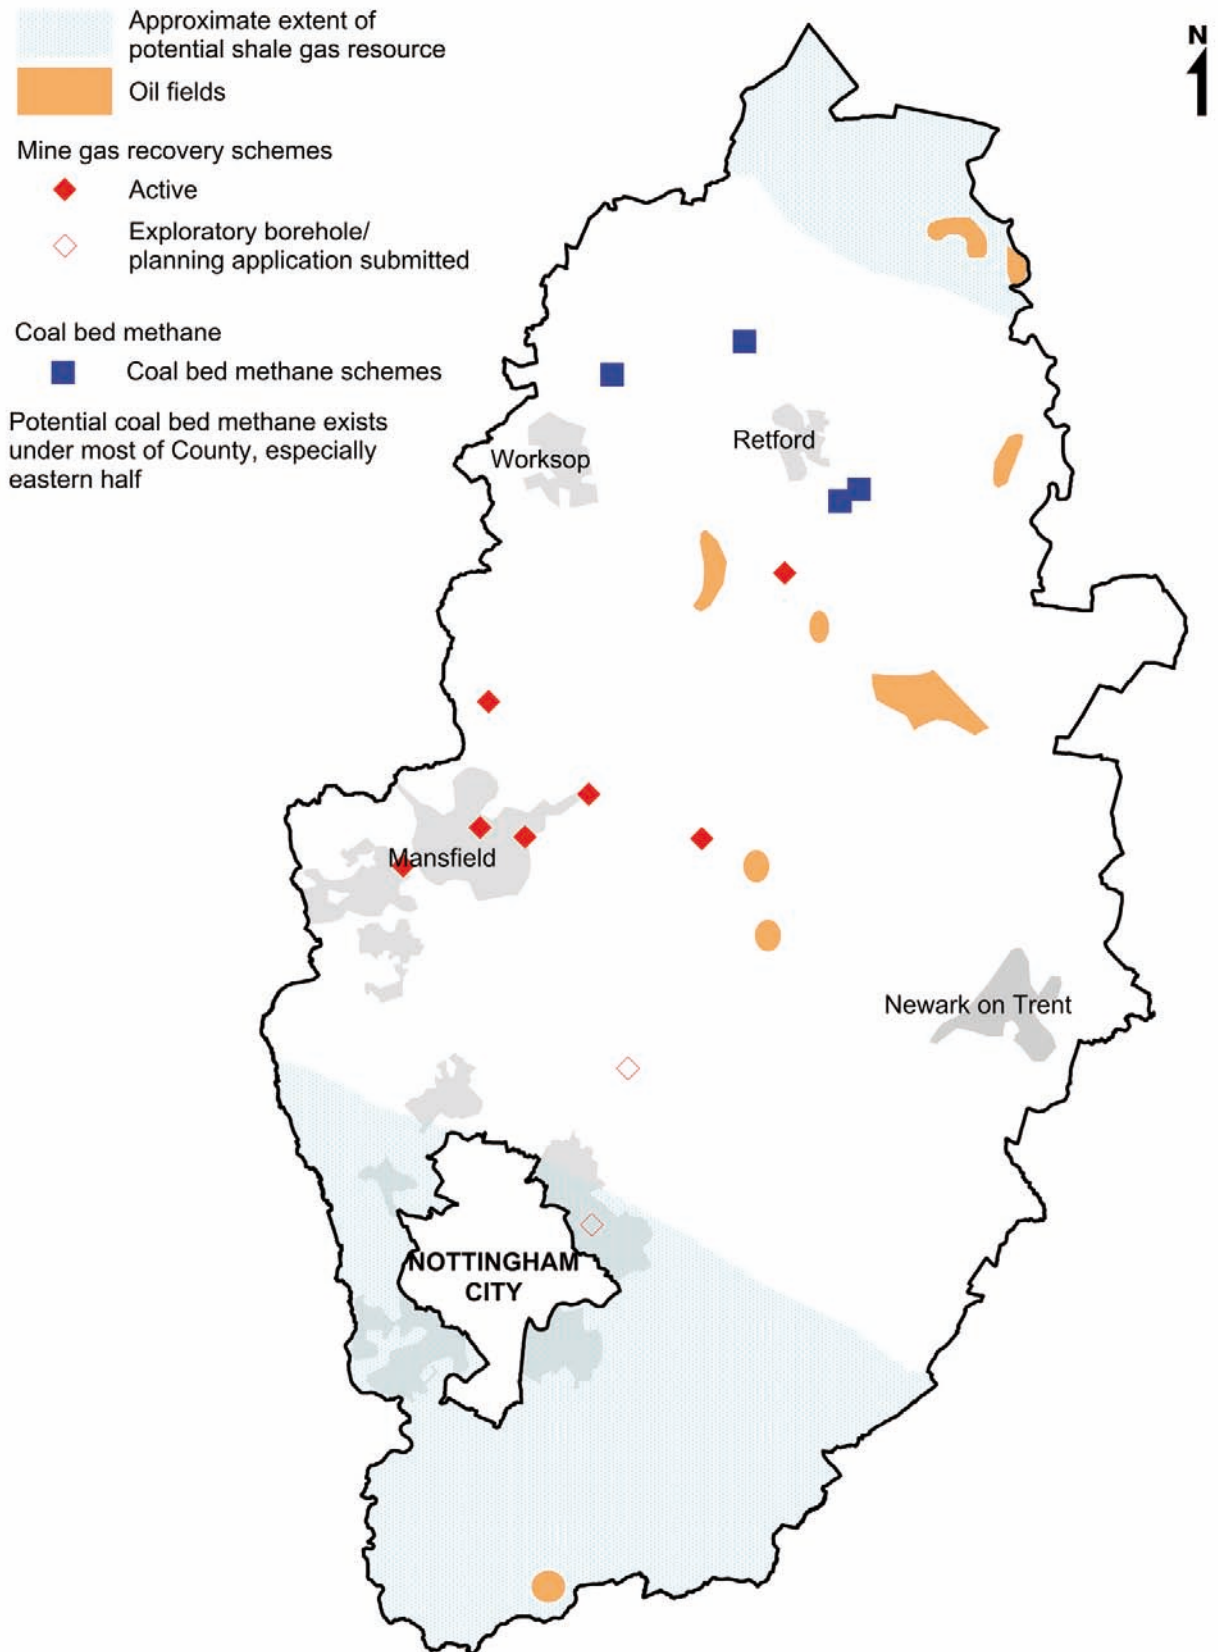 Approximate extent of
potential shale gas resource
Oil fields
Mine gas recovery schemes
Active
Exploratory borehole/
planning application submitted
Coal bed methane
Coal bed methane schemes
Potential coal bed methane exists
under most of County, especially
eastern half
N
Retford
Worksop
Mansfield
Newark on Trent
NOTTINGHAM
CITY